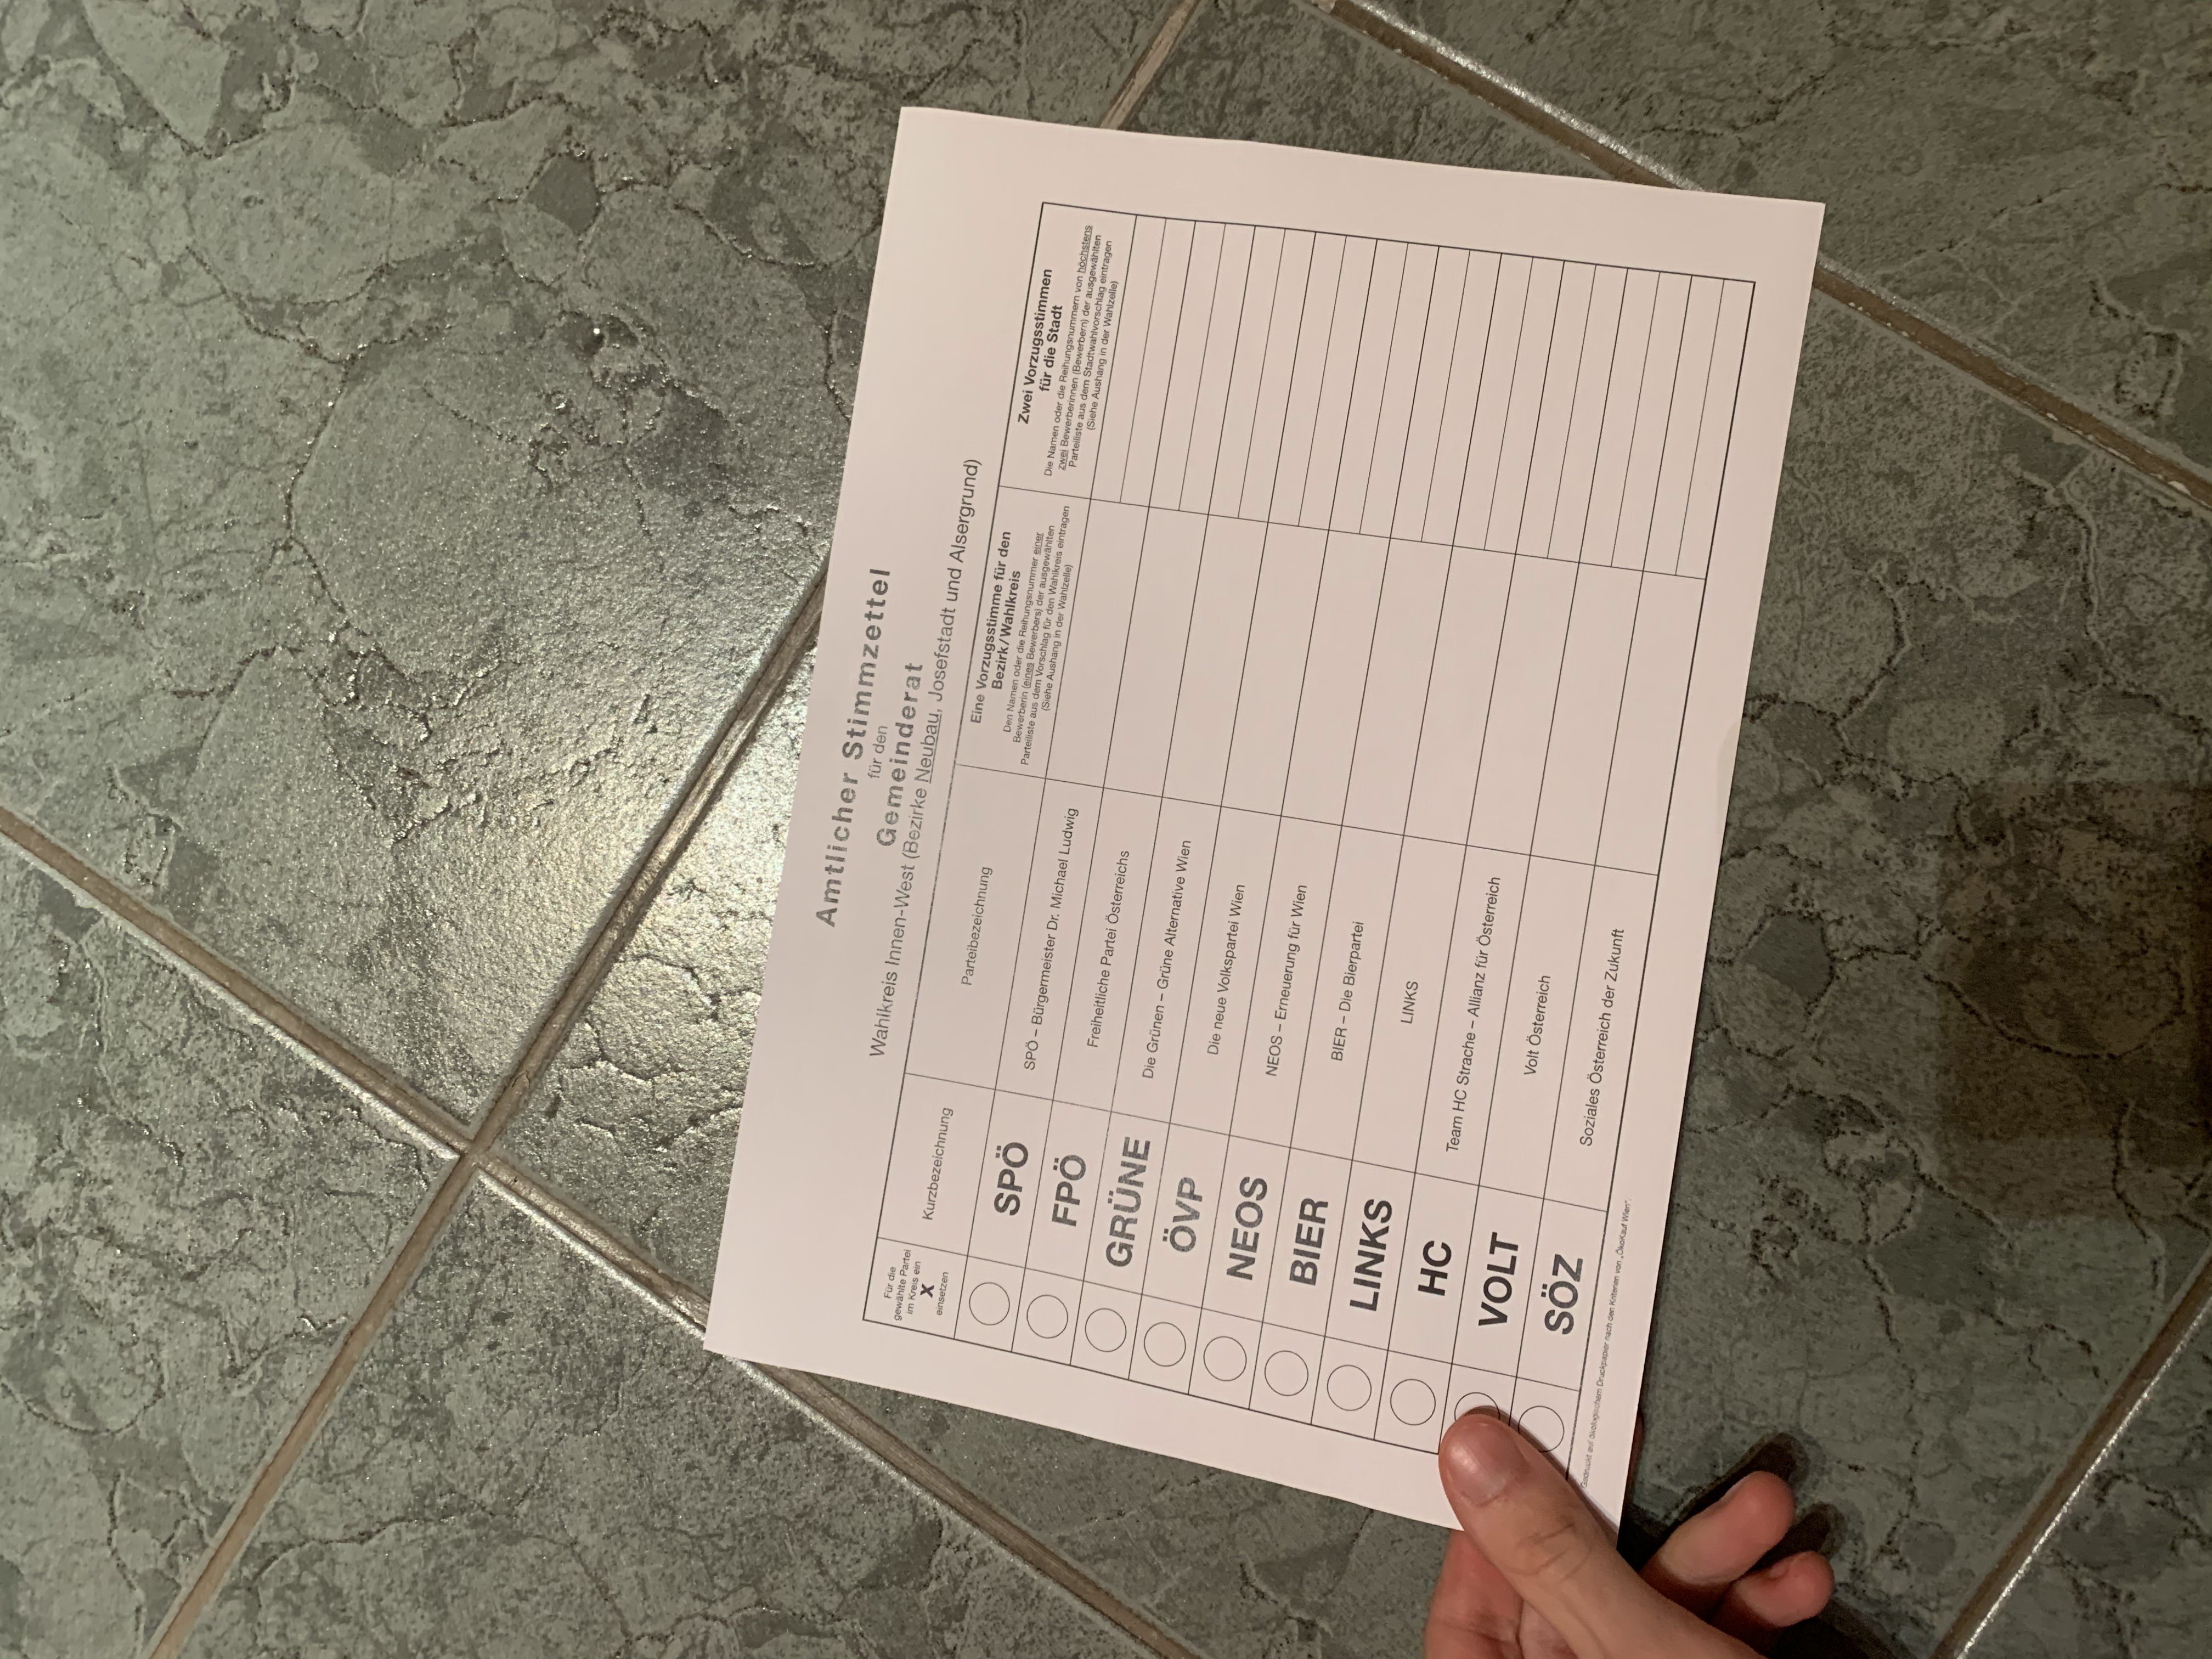 Amtlicher Stimmzettel
für den
Gemeinderat
Wahlkreis Innen-West (Bezirke Neubau, Josefstadt und Alsergrund)
Für die
gewählte Partei
im Kreis ein
X
einsetzen
Kurzbezeichnung
Parteibezeichnung
Eine Vorzugsstimme für den
Bezirk/Wahlkreis
Den Namen oder die Reihungsnummer einer
Bewerberin (eines Bewerbers) der ausgewählten
Parteiliste aus dem Vorschlag für den Wahlkreis eintragen
(Siehe Aushang in der Wahlzelle)
Zwei Vorzugsstimmen
für die Stadt
Die Namen oder die Reihungsnummern von höchstens
zwei Bewerberinnen (Bewerbern) der ausgewählten
Parteiliste aus dem Stadtwahlvorschlag eintragen
(Siehe Aushang in der Wahlzelle)
SPÖ
SPÖ – Bürgermeister Dr. Michael Ludwig
FPÖ
Freiheitliche Partei Österreichs
GRÜNE
Die Grünen – Grüne Alternative Wien
ÖVP
Die neue Volkspartei Wien
NEOS
NEOS – Erneuerung für Wien
BIER
BIER – Die Bierpartei
LINKS
LINKS
HC
Team HC Strache – Allianz für Österreich
VOLT
Volt Österreich
SÖZ
Soziales Österreich der Zukunft
Gedruckt auf ökologischem Druckpapier nach den Kriterien von „ÖkoKauf Wien“.